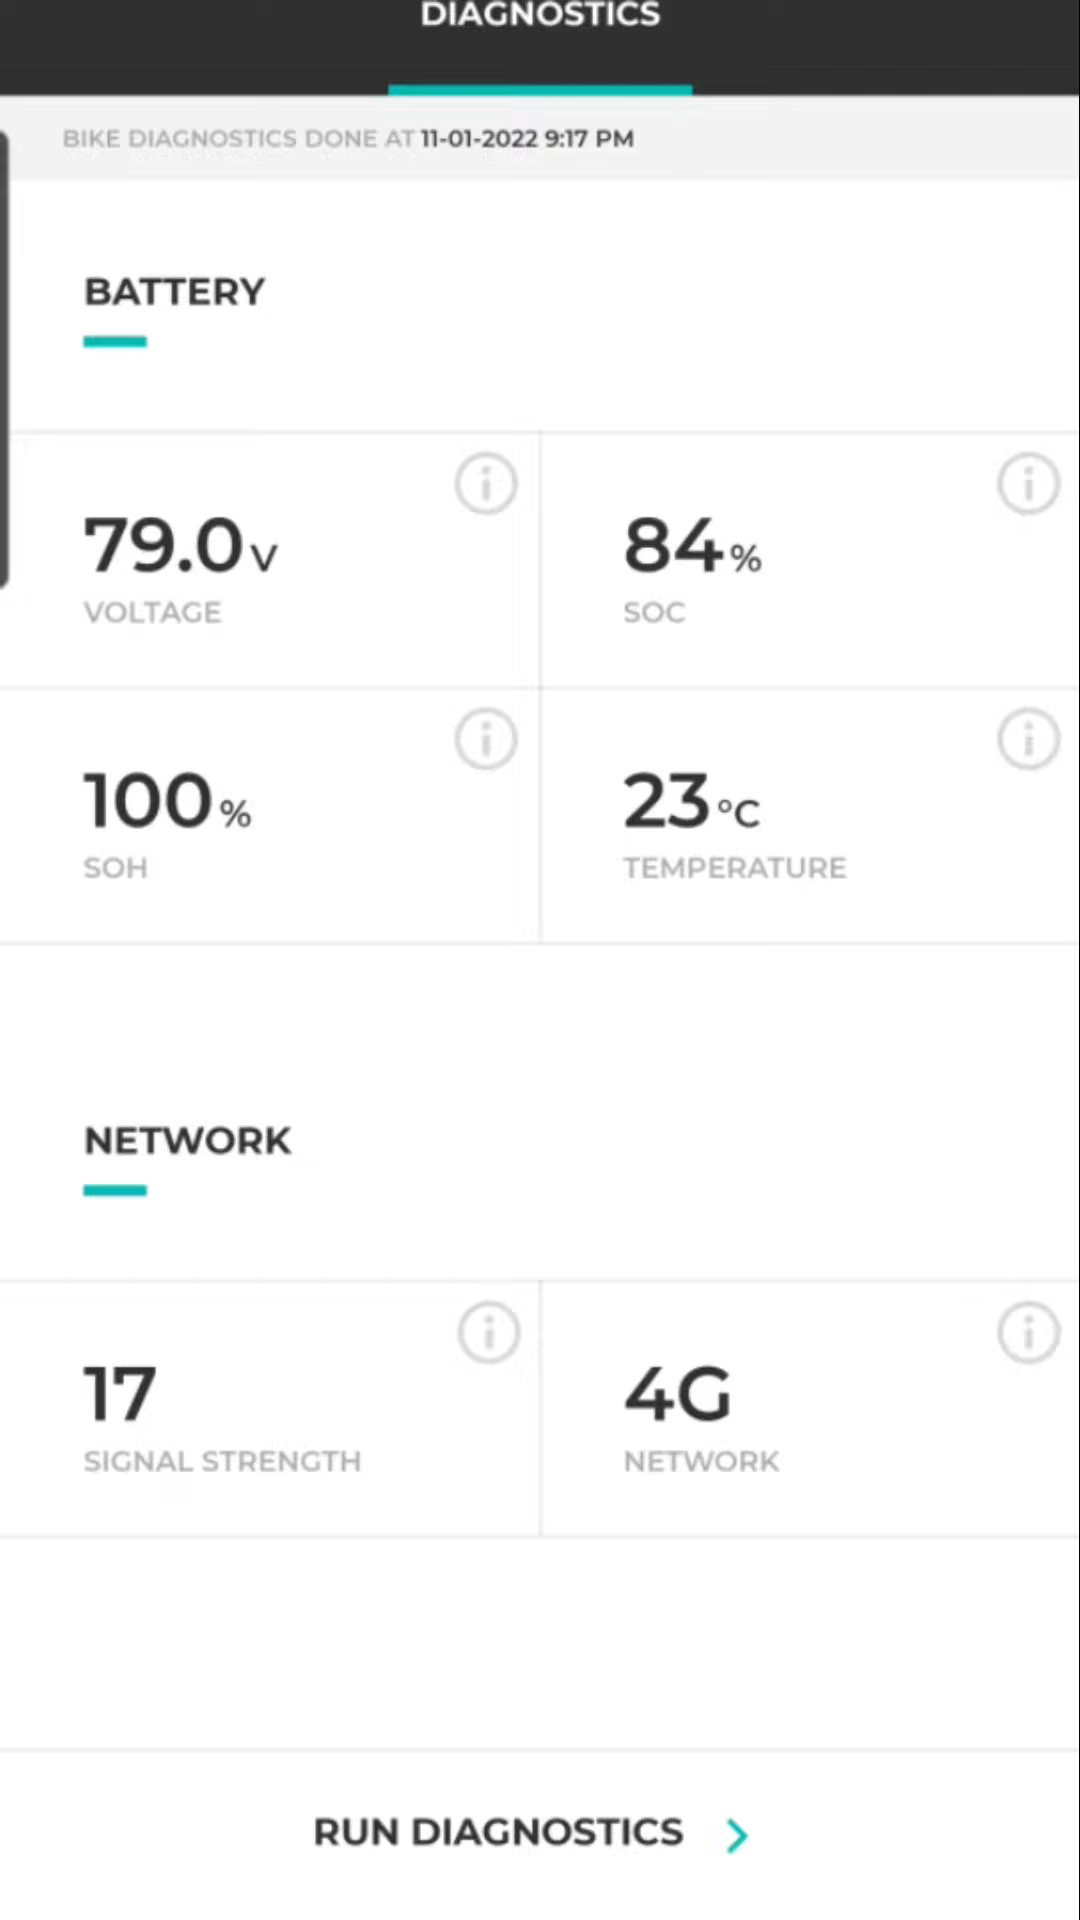 DIAGNOSTICS
BIKE DIAGNOSTICS DONE AT 11-01-2022 9:17 PM
BATTERY
79.0 V
VOLTAGE
84 %
SOC
100 %
SOH
23 °C
TEMPERATURE
NETWORK
17
SIGNAL STRENGTH
4G
NETWORK
RUN DIAGNOSTICS